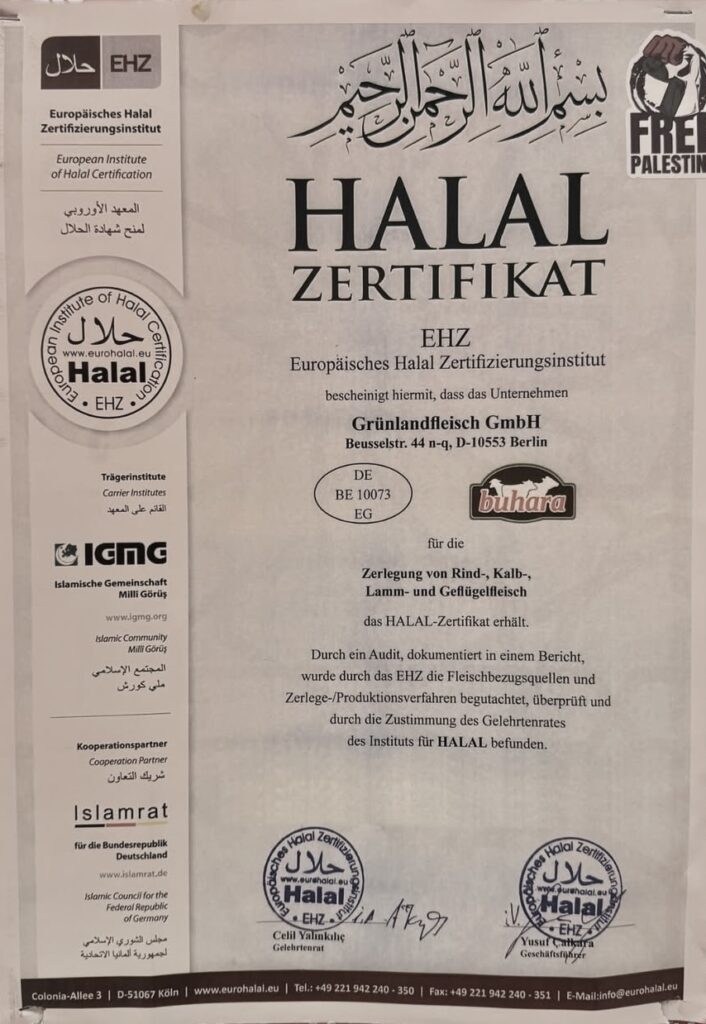 حلال EHZ
Europäisches Halal
Zertifizierungsinstitut
European Institute
of Halal Certification
المعهد الأوروبي
لمنح شهادة الحلال
European Institute of Halal Certification
حلال
www.eurohalal.eu
Halal
• EHZ •
Trägerinstitute
Carrier Institutes
القائم على المعهد
IGMG
Islamische Gemeinschaft
Milli Görüş
www.igmg.org
Islamic Community
Milli Görüş
المجتمع الإسلامي
ملي كورش
Kooperationspartner
Cooperation Partner
شريك التعاون
Islamrat
für die Bundesrepublik
Deutschland
www.islamrat.de
Islamic Council for the
Federal Republic
of Germany
مجلس الشورى الإسلامي
لجمهورية ألمانيا الاتحادية
بسم الله الرحمن الرحيم
FREE
PALESTIN
HALAL
ZERTIFIKAT
EHZ
Europäisches Halal Zertifizierungsinstitut
bescheinigt hiermit, dass das Unternehmen
Grünlandfleisch GmbH
Beusselstr. 44 n-q, D-10553 Berlin
DE
BE 10073
EG
buhara
für die
Zerlegung von Rind-, Kalb-,
Lamm- und Geflügelfleisch
das HALAL-Zertifikat erhält.
Durch ein Audit, dokumentiert in einem Bericht,
wurde durch das EHZ die Fleischbezugsquellen und
Zerlege-/Produktionsverfahren begutachtet, überprüft und
durch die Zustimmung des Gelehrtenrates
des Instituts für HALAL befunden.
Europäisches Halal Zertifizierungsinstitut
حلال
www.eurohalal.eu
Halal
• EHZ •
Celil Yalınkılıç
Gelehrtenrat
Europäisches Halal Zertifizierungsinstitut
حلال
www.eurohalal.eu
Halal
• EHZ •
Yusuf Çalkara
Geschäftsführer
Colonia-Allee 3 | D-51067 Köln | www.eurohalal.eu | Tel.: +49 221 942 240 - 350 | Fax: +49 221 942 240 - 351 | E-Mail:info@eurohalal.eu